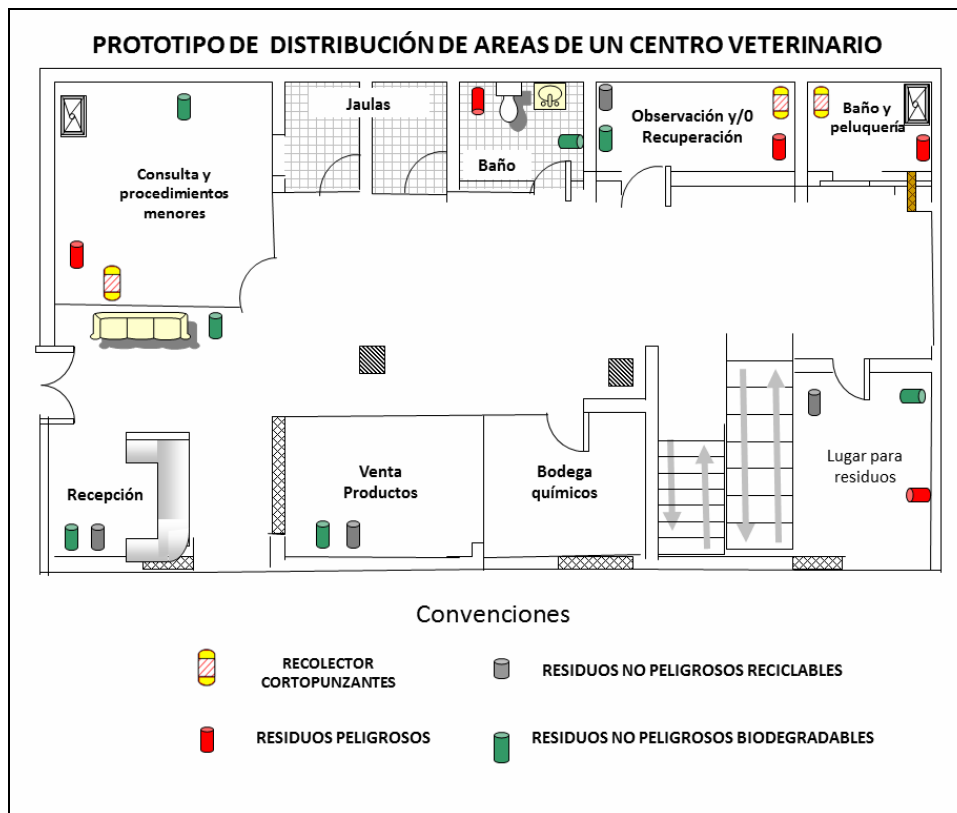 PROTOTIPO DE DISTRIBUCIÓN DE AREAS DE UN CENTRO VETERINARIO
Jaulas
Baño
Observación y/0
Recuperación
Baño y
peluquería
Consulta y
procedimientos
menores
Recepción
Venta
Productos
Bodega
químicos
Lugar para
residuos
Convenciones
RECOLECTOR
CORTOPUNZANTES
RESIDUOS NO PELIGROSOS RECICLABLES
RESIDUOS PELIGROSOS
RESIDUOS NO PELIGROSOS BIODEGRADABLES